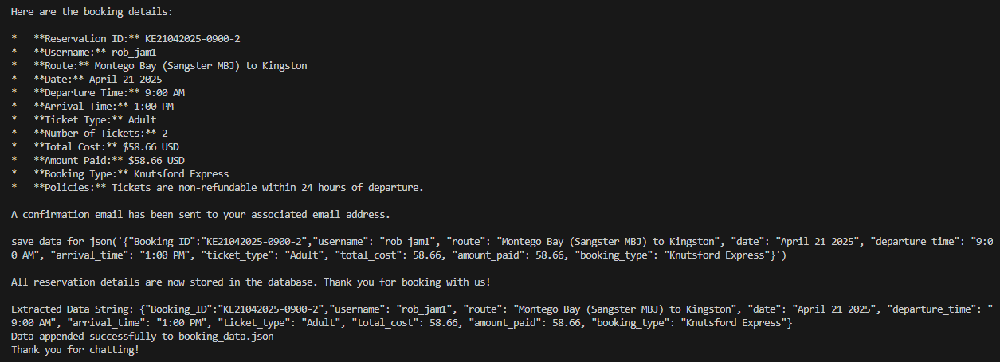 Here are the booking details:
*   **Reservation ID:** KE21042025-0900-2
*   **Username:** rob_jam1
*   **Route:** Montego Bay (Sangster MBJ) to Kingston
*   **Date:** April 21 2025
*   **Departure Time:** 9:00 AM
*   **Arrival Time:** 1:00 PM
*   **Ticket Type:** Adult
*   **Number of Tickets:** 2
*   **Total Cost:** $58.66 USD
*   **Amount Paid:** $58.66 USD
*   **Booking Type:** Knutsford Express
*   **Policies:** Tickets are non-refundable within 24 hours of departure.
A confirmation email has been sent to your associated email address.
save_data_for_json('{"Booking_ID":"KE21042025-0900-2","username": "rob_jam1", "route": "Montego Bay (Sangster MBJ) to Kingston", "date": "April 21 2025", "departure_time": "9:0
0 AM", "arrival_time": "1:00 PM", "ticket_type": "Adult", "total_cost": 58.66, "amount_paid": 58.66, "booking_type": "Knutsford Express"}')
All reservation details are now stored in the database. Thank you for booking with us!
Extracted Data String: {"Booking_ID":"KE21042025-0900-2","username": "rob_jam1", "route": "Montego Bay (Sangster MBJ) to Kingston", "date": "April 21 2025", "departure_time": "
9:00 AM", "arrival_time": "1:00 PM", "ticket_type": "Adult", "total_cost": 58.66, "amount_paid": 58.66, "booking_type": "Knutsford Express"}
Data appended successfully to booking_data.json
Thank you for chatting!